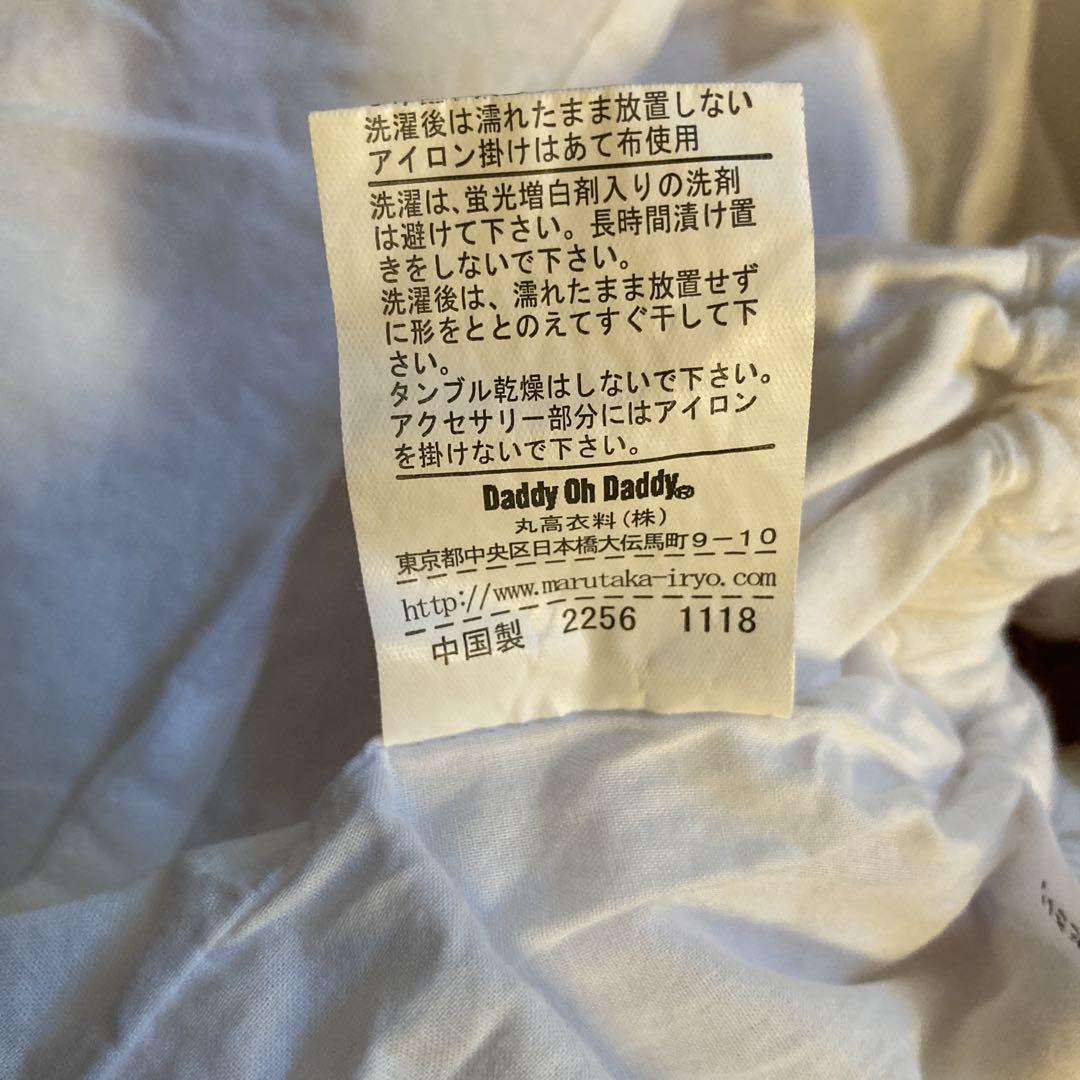 洗濯後は濡れたまま放置しない
アイロン掛けはあて布使用
洗濯は、蛍光増白剤入りの洗剤
は避けて下さい。長時間漬け置
きをしないで下さい。
洗濯後は、濡れたまま放置せず
に形をととのえてすぐ干して下
さい。
タンブル乾燥はしないで下さい。
アクセサリー部分にはアイロン
を掛けないで下さい。
Daddy Oh Daddy®
丸高衣料(株)
東京都中央区日本橋大伝馬町9-10
http://www.marutaka-iryo.com
中国製 2256 1118